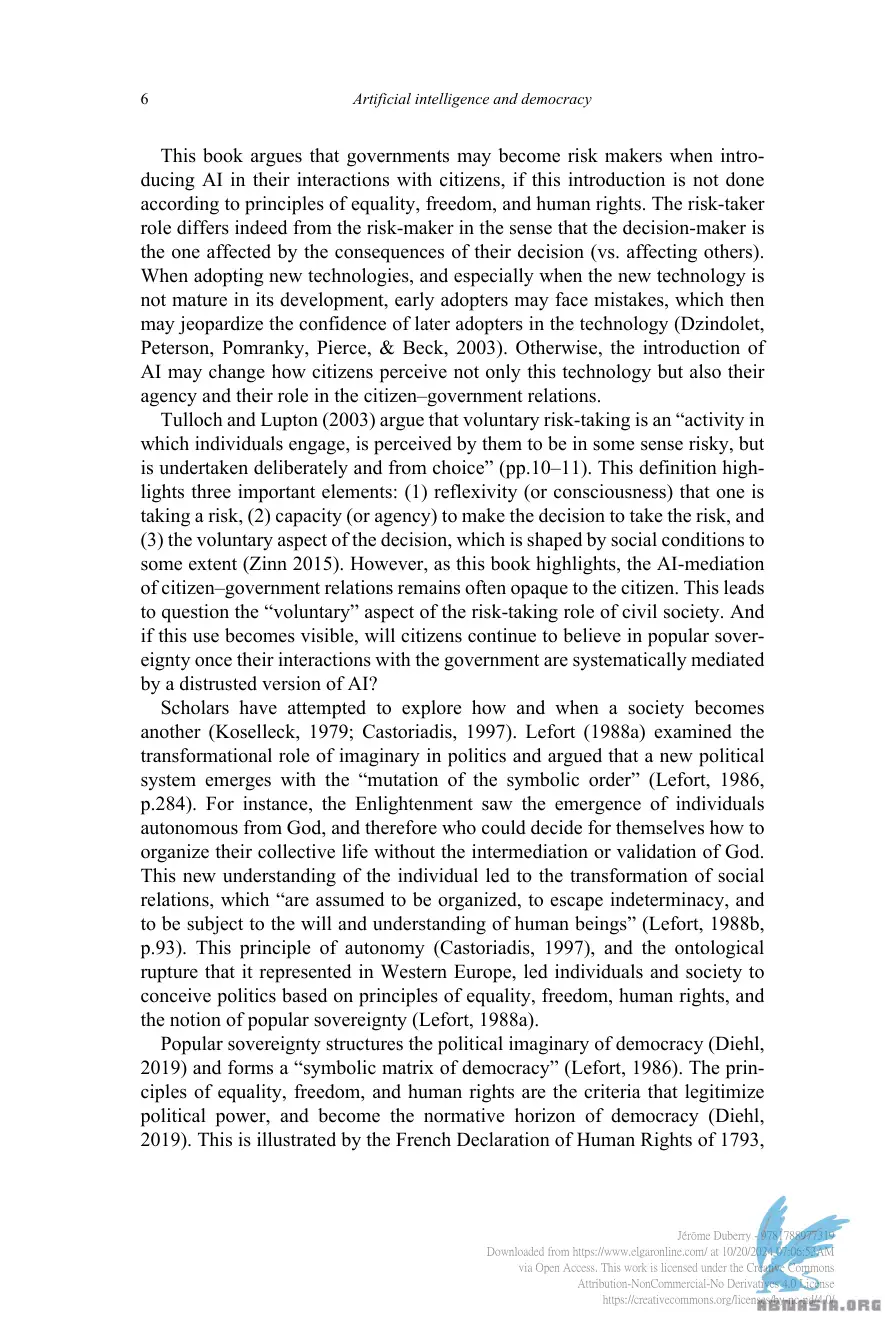 6
Artificial intelligence and democracy
This book argues that governments may become risk makers when intro-
ducing AI in their interactions with citizens, if this introduction is not done
according to principles of equality, freedom, and human rights. The risk-taker
role differs indeed from the risk-maker in the sense that the decision-maker is
the one affected by the consequences of their decision (vs. affecting others).
When adopting new technologies, and especially when the new technology is
not mature in its development, early adopters may face mistakes, which then
may jeopardize the confidence of later adopters in the technology (Dzindolet,
Peterson, Pomranky, Pierce, & Beck, 2003). Otherwise, the introduction of
AI may change how citizens perceive not only this technology but also their
agency and their role in the citizen–government relations.
Tulloch and Lupton (2003) argue that voluntary risk-taking is an “activity in
which individuals engage, is perceived by them to be in some sense risky, but
is undertaken deliberately and from choice” (pp.10–11). This definition high-
lights three important elements: (1) reflexivity (or consciousness) that one is
taking a risk, (2) capacity (or agency) to make the decision to take the risk, and
(3) the voluntary aspect of the decision, which is shaped by social conditions to
some extent (Zinn 2015). However, as this book highlights, the AI-mediation
of citizen–government relations remains often opaque to the citizen. This leads
to question the “voluntary” aspect of the risk-taking role of civil society. And
if this use becomes visible, will citizens continue to believe in popular sover-
eignty once their interactions with the government are systematically mediated
by a distrusted version of AI?
Scholars have attempted to explore how and when a society becomes
another (Koselleck, 1979; Castoriadis, 1997). Lefort (1988a) examined the
transformational role of imaginary in politics and argued that a new political
system emerges with the “mutation of the symbolic order” (Lefort, 1986,
p.284). For instance, the Enlightenment saw the emergence of individuals
autonomous from God, and therefore who could decide for themselves how to
organize their collective life without the intermediation or validation of God.
This new understanding of the individual led to the transformation of social
relations, which “are assumed to be organized, to escape indeterminacy, and
to be subject to the will and understanding of human beings” (Lefort, 1988b,
p.93). This principle of autonomy (Castoriadis, 1997), and the ontological
rupture that it represented in Western Europe, led individuals and society to
conceive politics based on principles of equality, freedom, human rights, and
the notion of popular sovereignty (Lefort, 1988a).
Popular sovereignty structures the political imaginary of democracy (Diehl,
2019) and forms a “symbolic matrix of democracy” (Lefort, 1986). The prin-
ciples of equality, freedom, and human rights are the criteria that legitimize
political power, and become the normative horizon of democracy (Diehl,
2019). This is illustrated by the French Declaration of Human Rights of 1793,
Jérôme Duberry - 9781788977319
Downloaded from https://www.elgaronline.com/ at 10/20/2024 07:06:52AM
via Open Access. This work is licensed under the Creative Commons
Attribution-NonCommercial-No Derivatives 4.0 License
https://creativecommons.org/licenses/by-nc-nd/4.0/
ABTWASIA.ORG